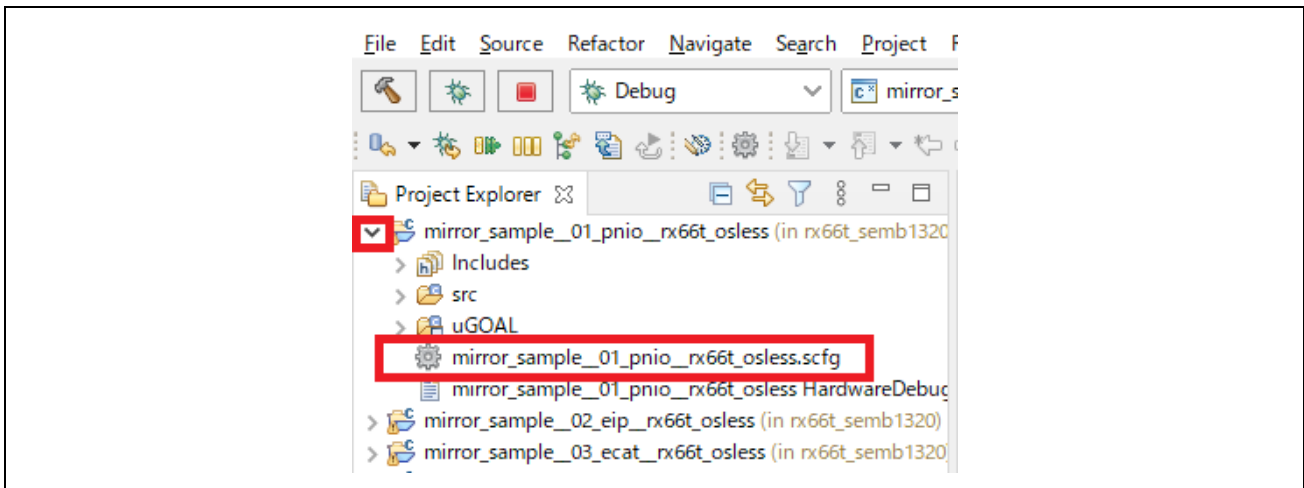 File Edit Source Refactor Navigate Search Project
Debug mirror_s
Project Explorer
mirror_sample__01_pnio__rx66t_osless (in rx66t_semb1320
Includes
src
uGOAL
mirror_sample__01_pnio__rx66t_osless.scfg
mirror_sample__01_pnio__rx66t_osless HardwareDebug
mirror_sample__02_eip__rx66t_osless (in rx66t_semb1320)
mirror_sample__03_ecat__rx66t_osless (in rx66t_semb1320